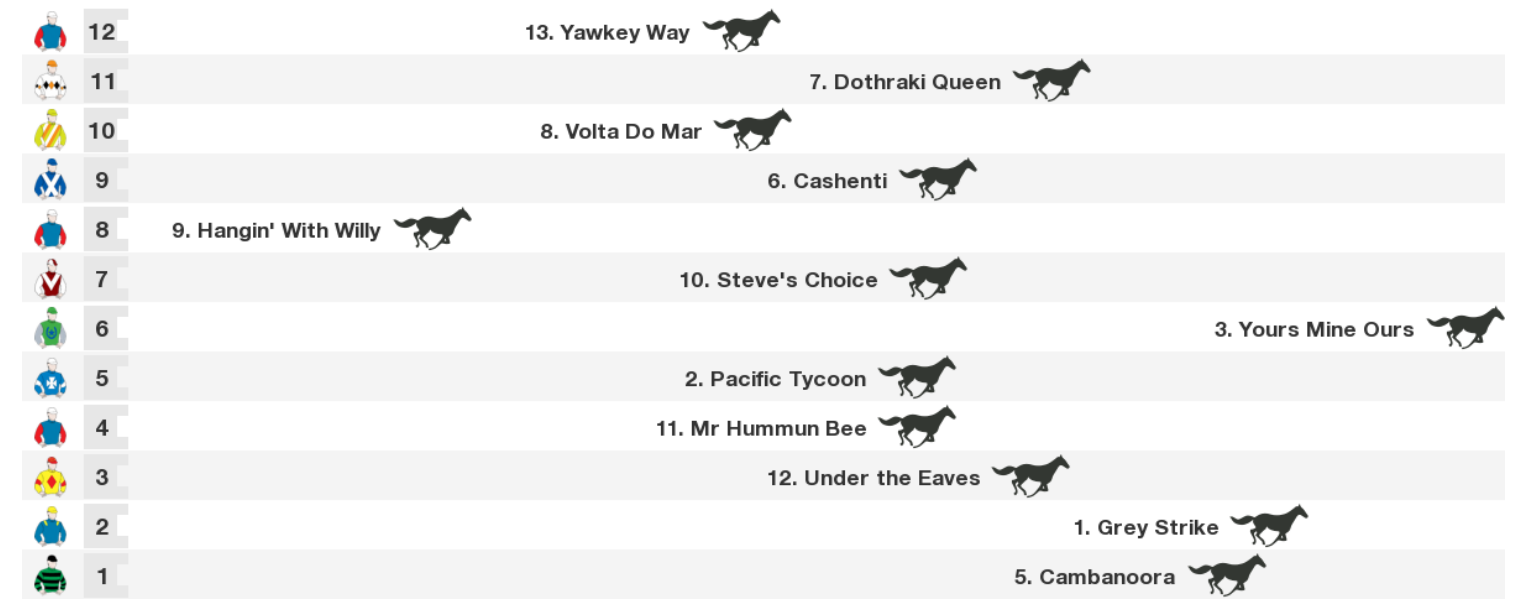 12 13. Yawkey Way
11 7. Dothraki Queen
10 8. Volta Do Mar
9 6. Cashenti
8 9. Hangin' With Willy
7 10. Steve's Choice
6 3. Yours Mine Ours
5 2. Pacific Tycoon
4 11. Mr Hummun Bee
3 12. Under the Eaves
2 1. Grey Strike
1 5. Cambanoora